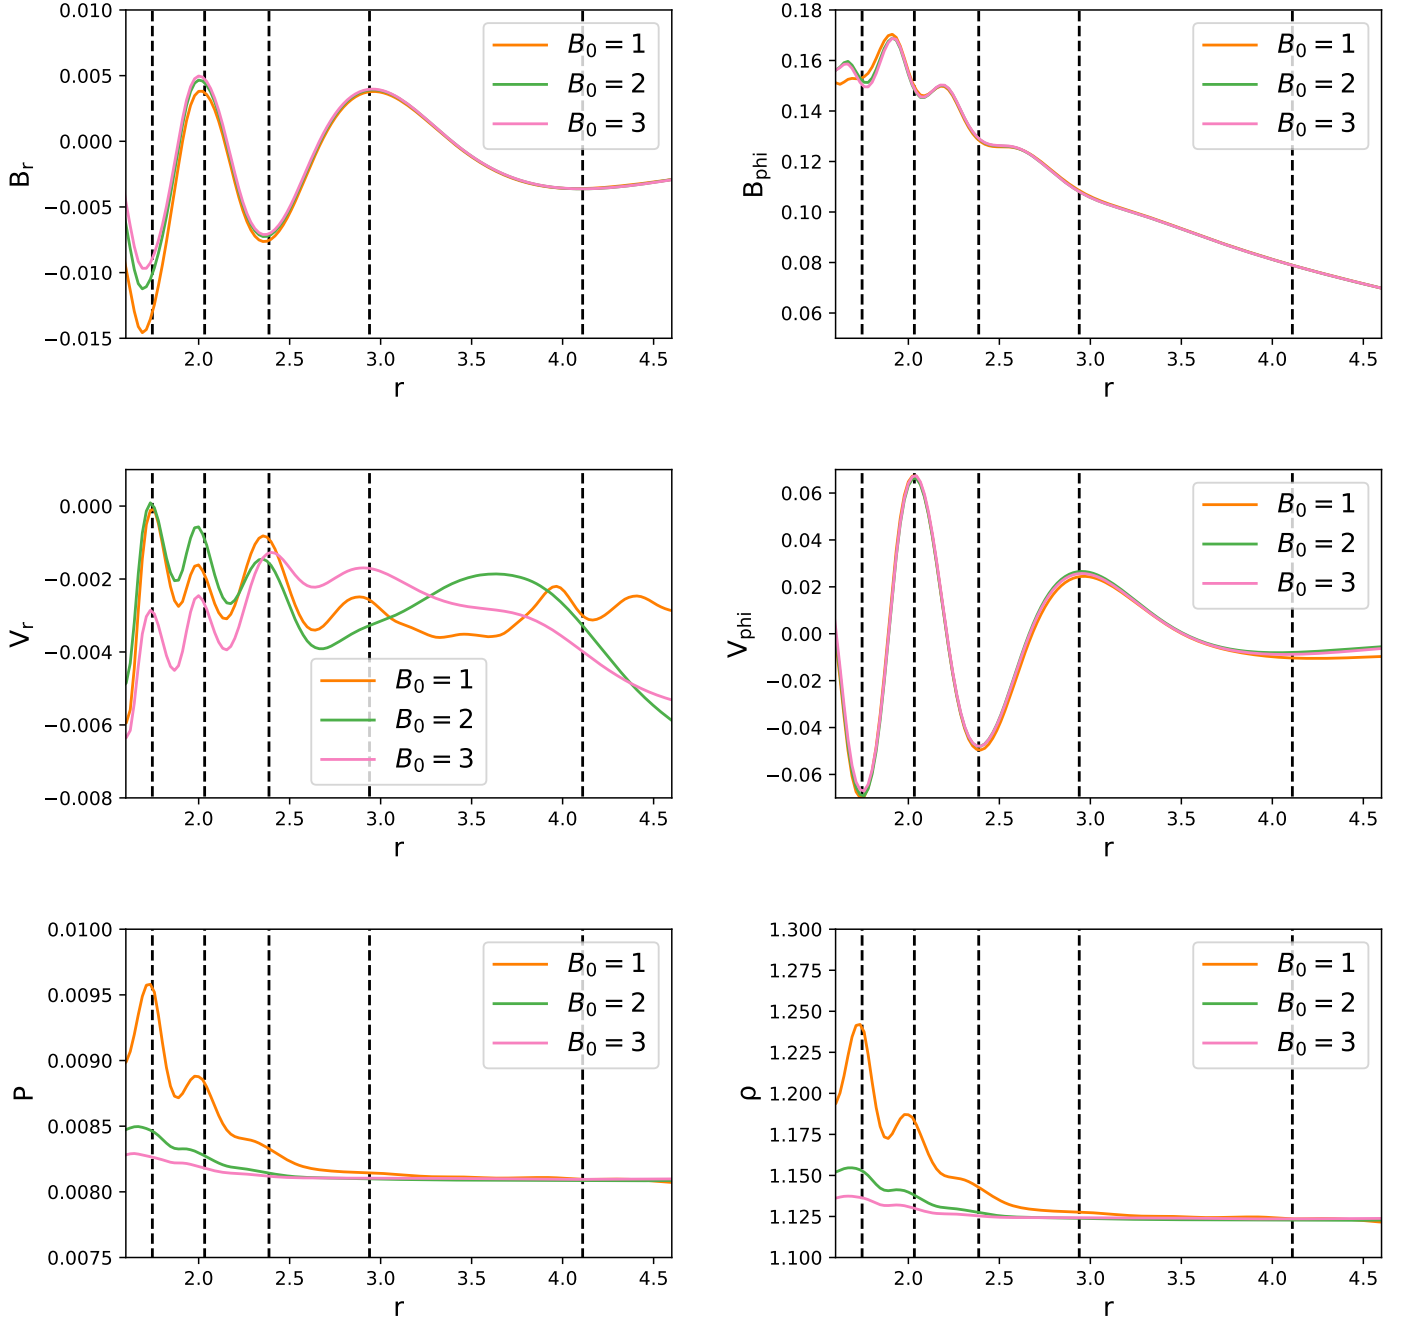 0.010
0.005
0.000
−0.005
−0.010
−0.015
B_r
2.0 2.5 3.0 3.5 4.0 4.5
r
B_0 = 1
B_0 = 2
B_0 = 3
0.18
0.16
0.14
0.12
0.10
0.08
0.06
B_phi
2.0 2.5 3.0 3.5 4.0 4.5
r
B_0 = 1
B_0 = 2
B_0 = 3
0.000
−0.002
−0.004
−0.006
−0.008
V_r
2.0 2.5 3.0 3.5 4.0 4.5
r
B_0 = 1
B_0 = 2
B_0 = 3
0.06
0.04
0.02
0.00
−0.02
−0.04
−0.06
V_phi
2.0 2.5 3.0 3.5 4.0 4.5
r
B_0 = 1
B_0 = 2
B_0 = 3
0.0100
0.0095
0.0090
0.0085
0.0080
0.0075
P
2.0 2.5 3.0 3.5 4.0 4.5
r
B_0 = 1
B_0 = 2
B_0 = 3
1.300
1.275
1.250
1.225
1.200
1.175
1.150
1.125
1.100
ρ
2.0 2.5 3.0 3.5 4.0 4.5
r
B_0 = 1
B_0 = 2
B_0 = 3